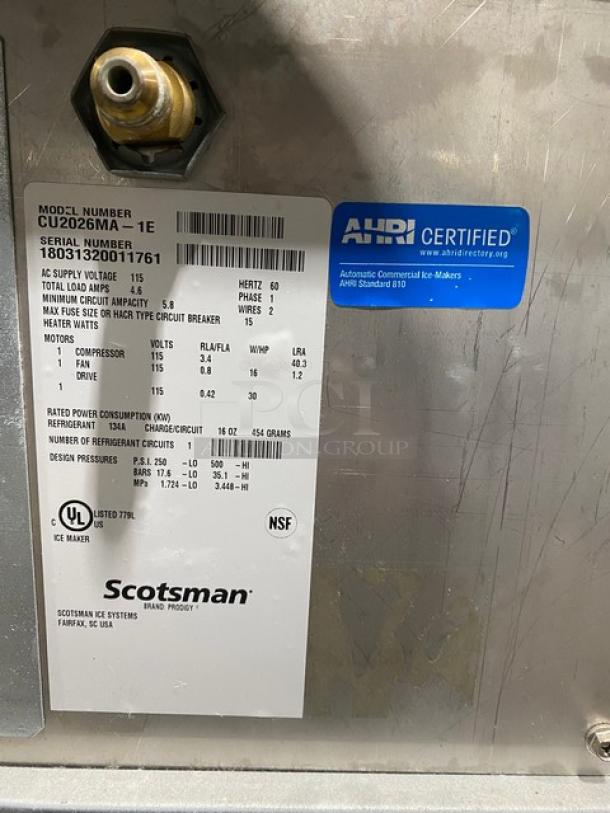 MODEL NUMBER
CU2026MA-1E
SERIAL NUMBER
18031320011761
AC SUPPLY VOLTAGE 115 HERTZ 60
TOTAL LOAD AMPS 4.6 PHASE 1
MINIMUM CIRCUIT AMPACITY 5.8 WIRES 2
MAX FUSE SIZE OR HACR TYPE CIRCUIT BREAKER 15
HEATER WATTS
MOTORS VOLTS RLA/FLA W/HP LRA
1 COMPRESSOR 115 3.4 40.3
1 FAN 115 0.8 16 1.2
DRIVE
1 115 0.42 30
RATED POWER CONSUMPTION (KW)
REFRIGERANT 134A CHARGE/CIRCUIT 16 OZ 454 GRAMS
NUMBER OF REFRIGERANT CIRCUITS 1
DESIGN PRESSURES P.S.I. 250 -LO 500 -HI
BARS 17.6 -LO 35.1 -HI
MPa 1.724 -LO 3.448-HI
C UL US LISTED 779L
ICE MAKER
NSF
Scotsman
BRAND: PRODIGY
SCOTSMAN ICE SYSTEMS
FAIRFAX, SC USA
AHRI CERTIFIED®
www.ahridirectory.org
Automatic Commercial Ice-Makers
AHRI Standard 810
PCI
AUCTION GROUP